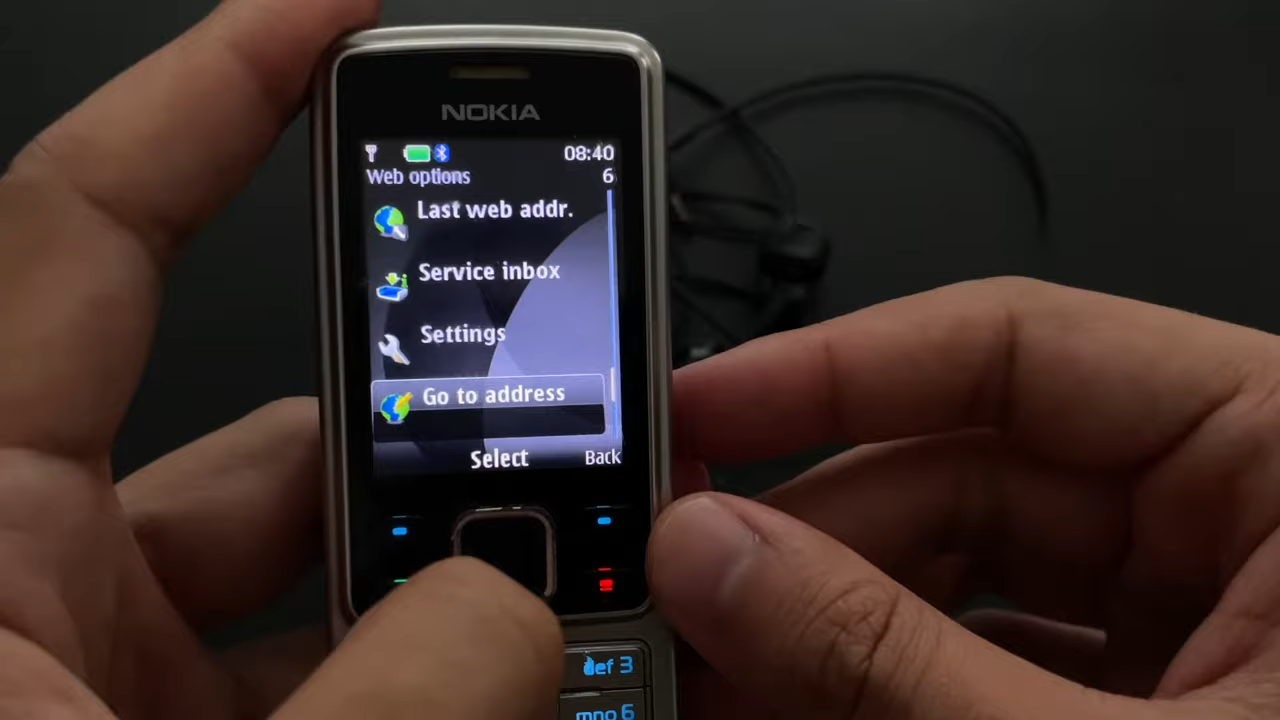 NOKIA
08:40
Web options 6
Last web addr.
Service inbox
Settings
Go to address
Select Back
def 3
mno 6